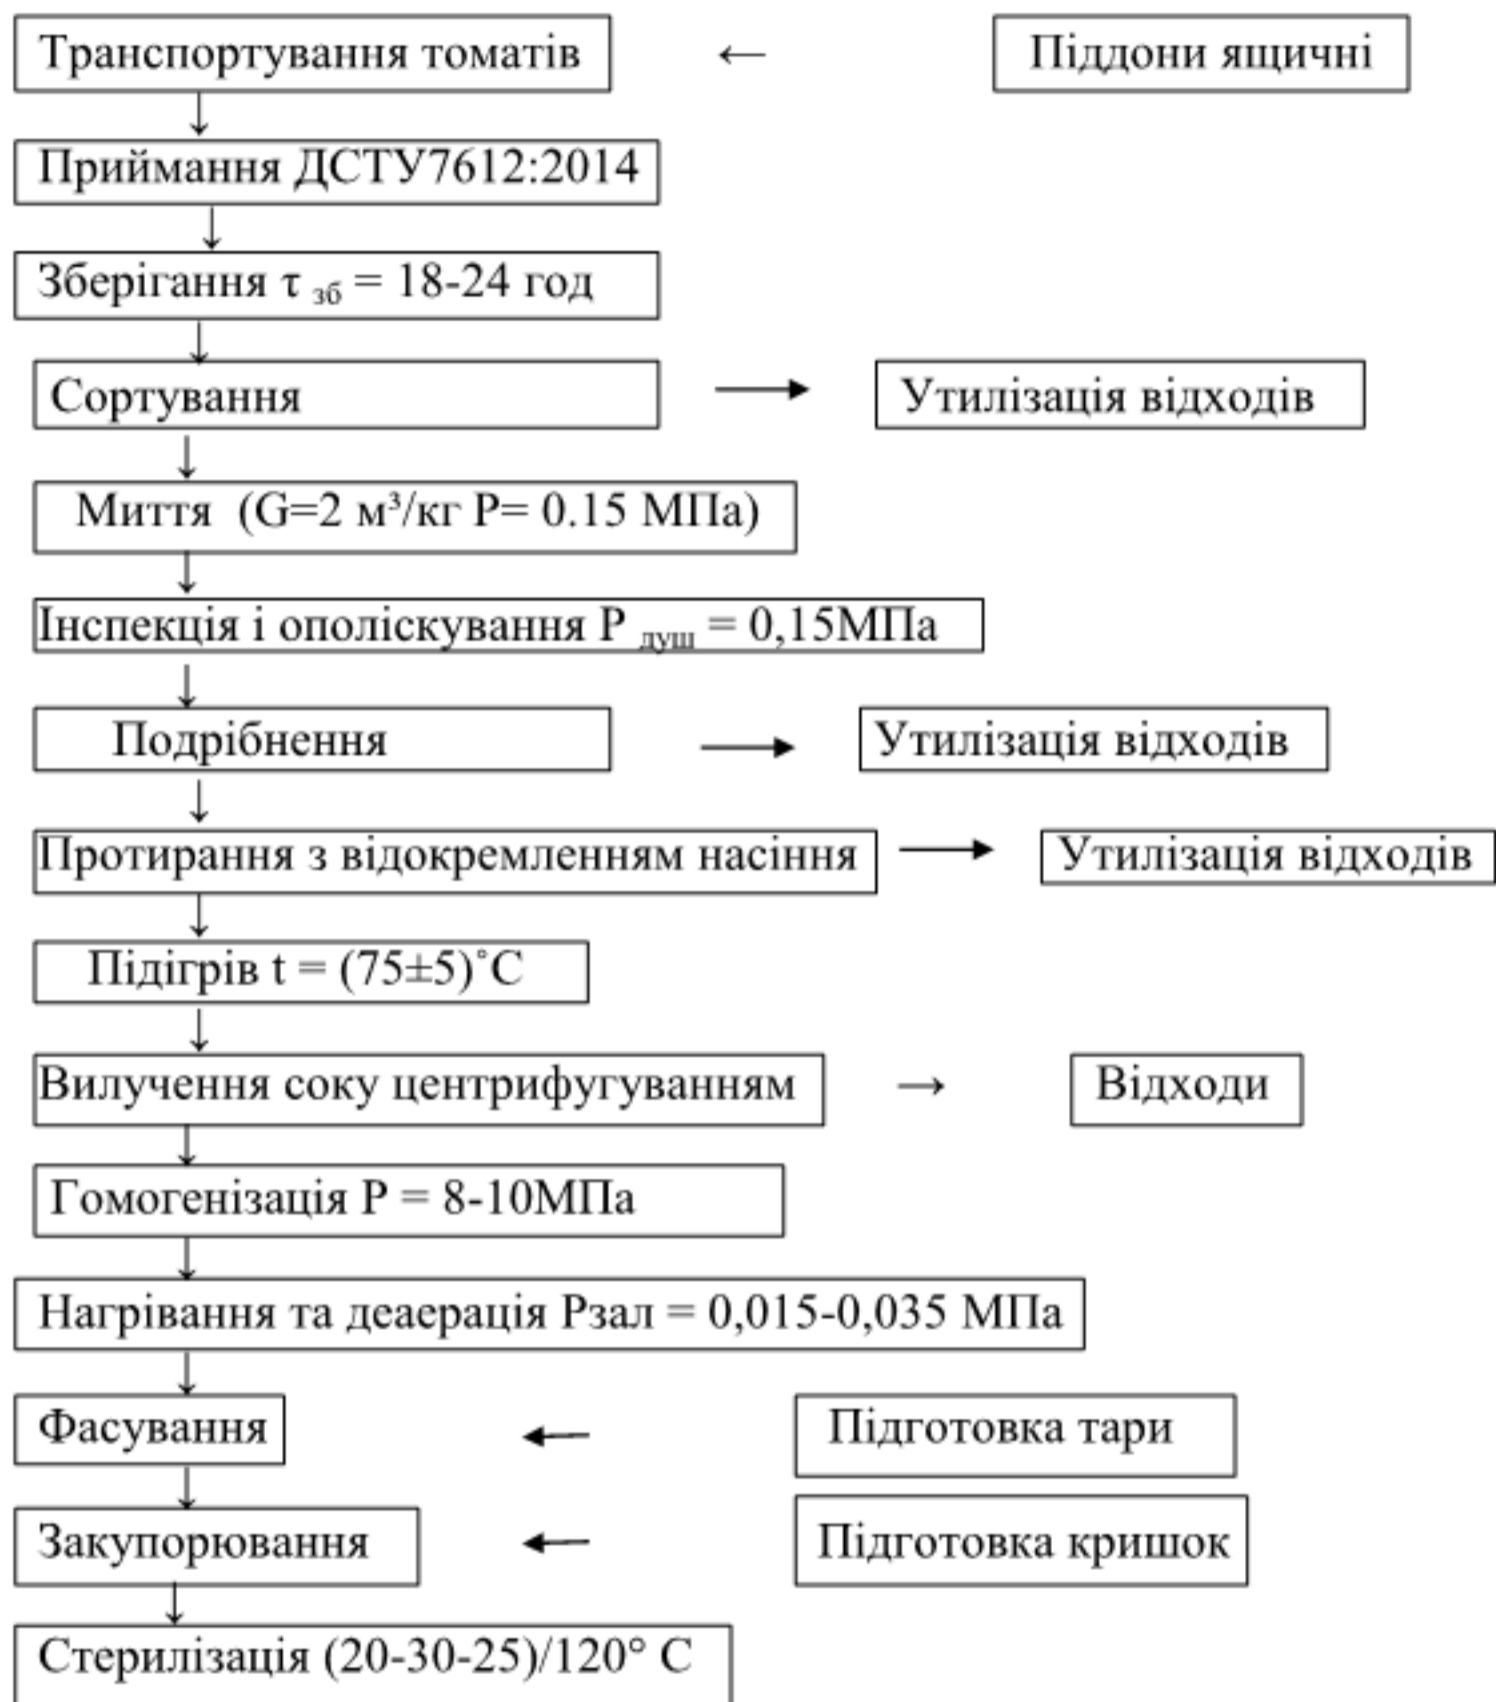 Транспортування томатів ← Піддони ящичні
Приймання ДСТУ7612:2014
Зберігання τ зб = 18-24 год
Сортування → Утилізація відходів
Миття (G=2 м³/кг P= 0.15 МПа)
Інспекція і ополіскування Р душ = 0,15МПа
Подрібнення → Утилізація відходів
Протирання з відокремленням насіння → Утилізація відходів
Підігрів t = (75±5)˚С
Вилучення соку центрифугуванням → Відходи
Гомогенізація Р = 8-10МПа
Нагрівання та деаерація Рзал = 0,015-0,035 МПа
Фасування ← Підготовка тари
Закупорювання ← Підготовка кришок
Стерилізація (20-30-25)/120° С